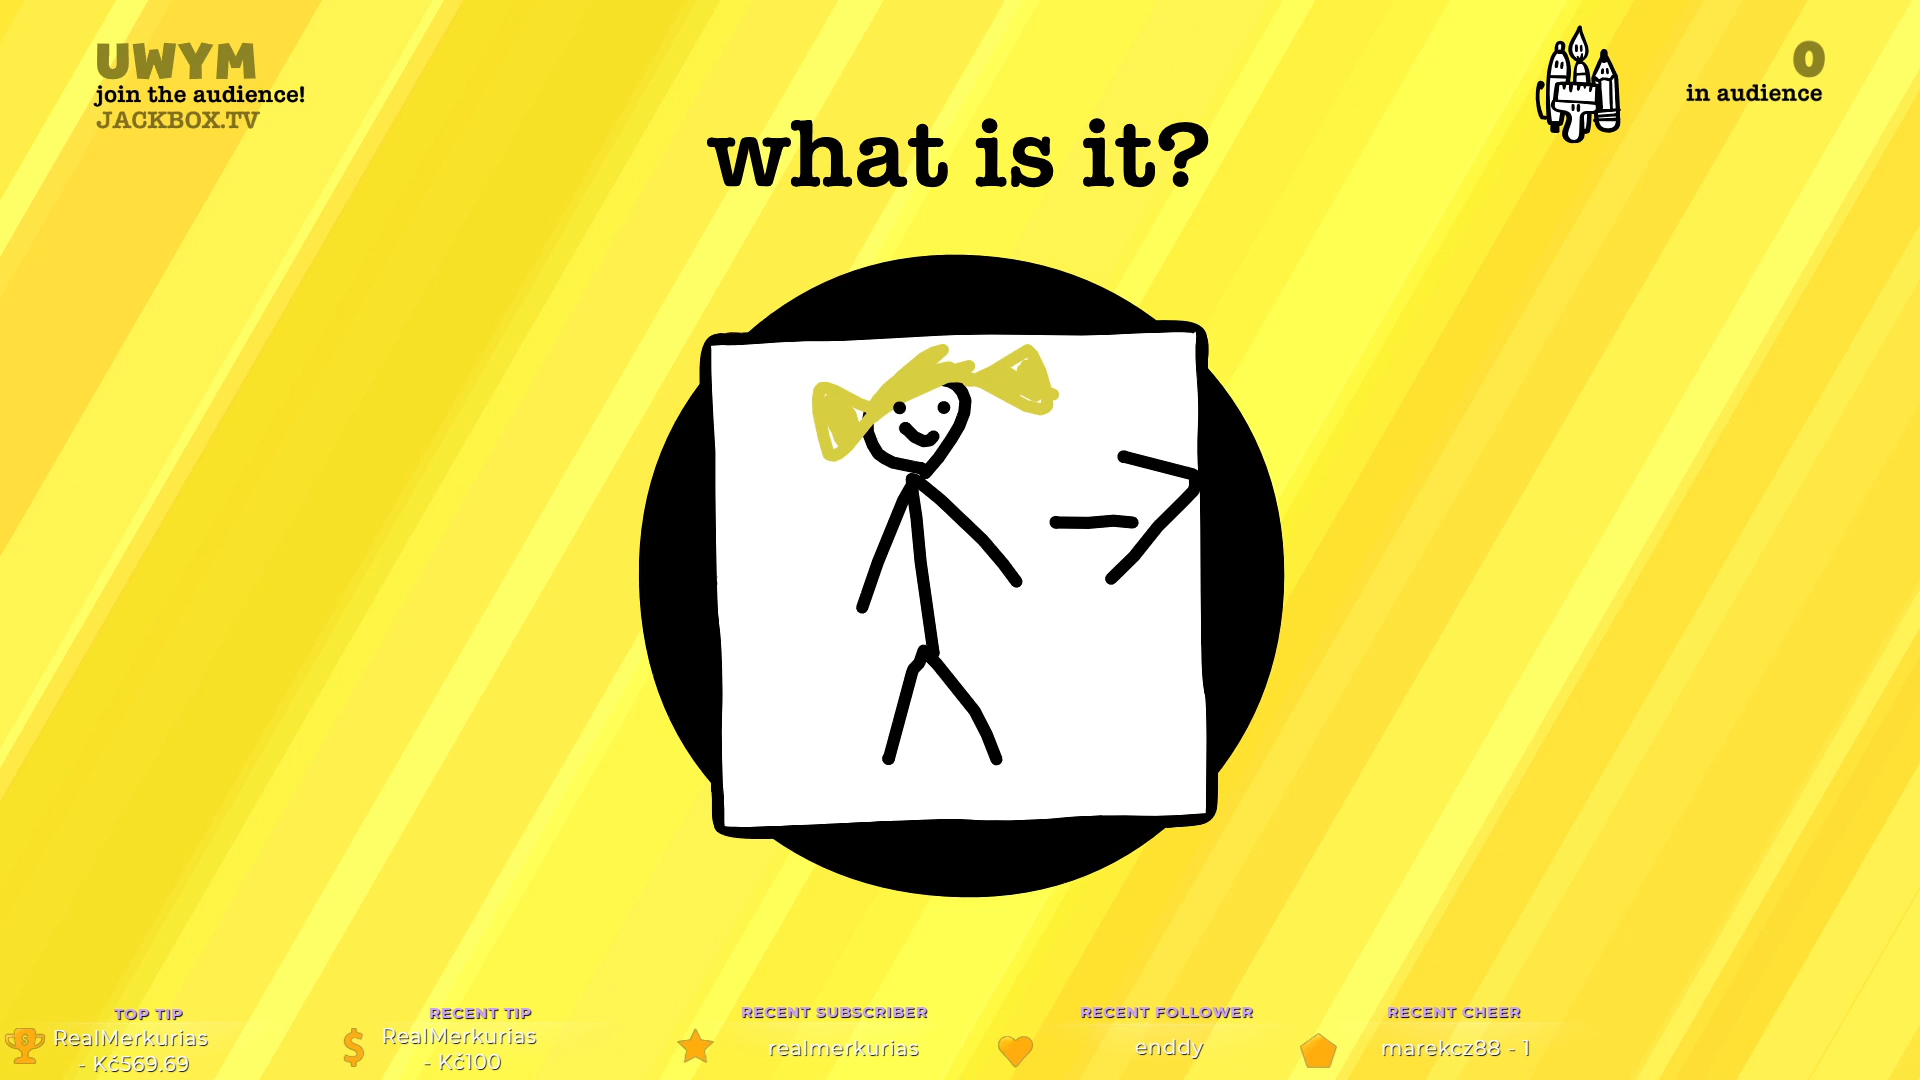 UWYM
join the audience!
JACKBOX.TV
0
in audience
what is it?
TOP TIP
RealMerkurias
- Kč569.69
RECENT TIP
RealMerkurias
- Kč100
RECENT SUBSCRIBER
realmerkurias
RECENT FOLLOWER
enddy
RECENT CHEER
marekcz88 - 1